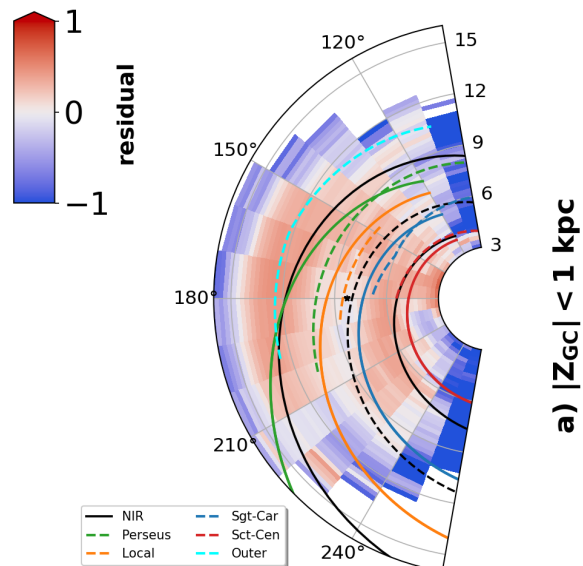 1
0
−1
residual
120°
150°
180°
210°
240°
15
12
9
6
3
a) |Z_GC| < 1 kpc
NIR
Perseus
Local
Sgt-Car
Sct-Cen
Outer